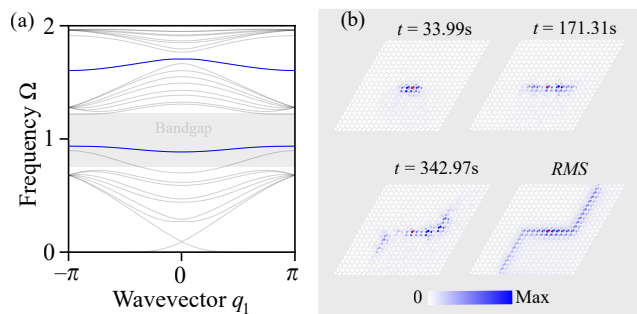 (a)
2
1
0
Frequency Ω
Bandgap
−π
0
π
Wavevector q₁
(b)
t = 33.99s
t = 171.31s
t = 342.97s
RMS
0
Max